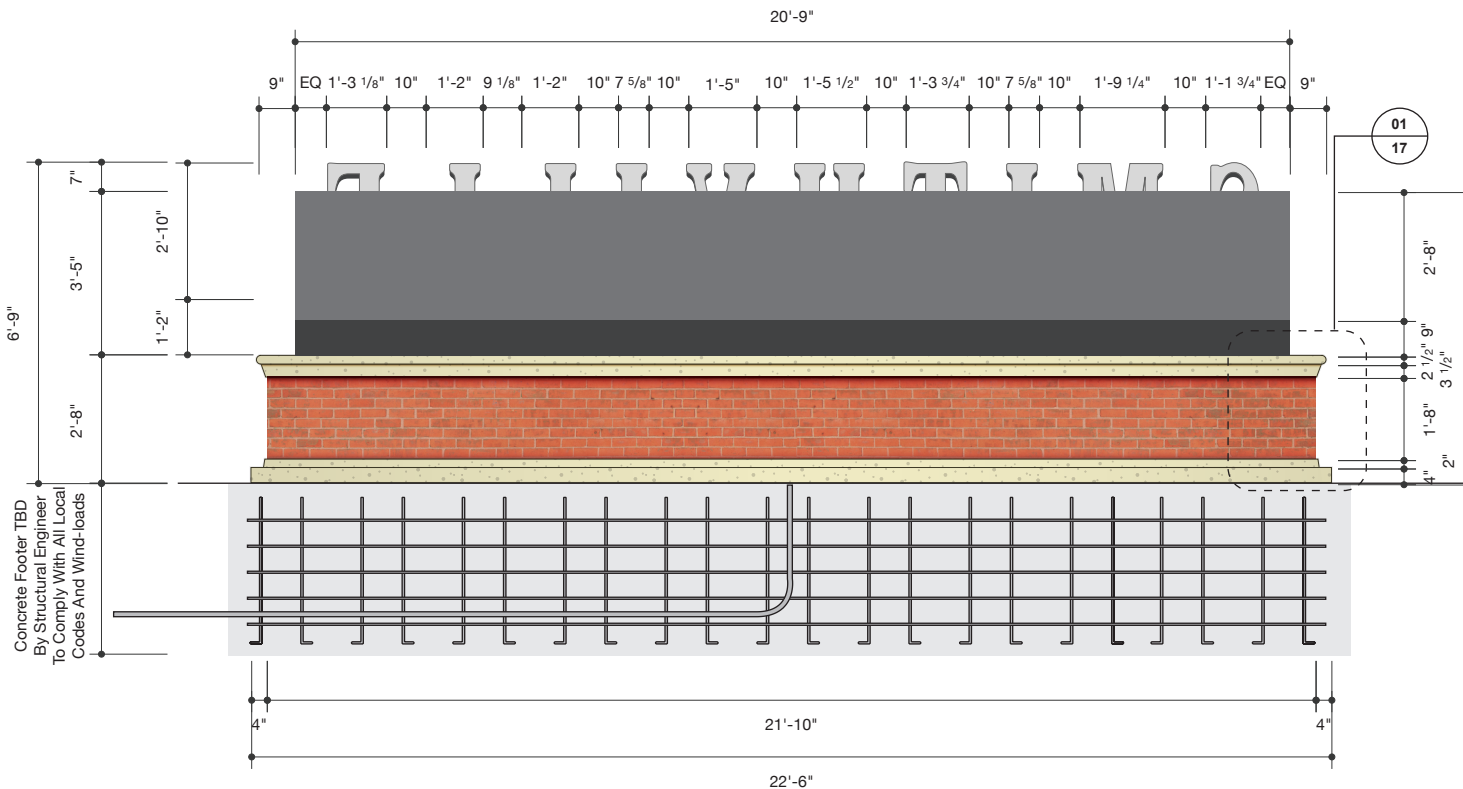 20'-9"
9" EQ 1'-3 1/8" 10" 1'-2" 9 1/8" 1'-2" 10" 7 5/8" 10" 1'-5" 10" 1'-5 1/2" 10" 1'-3 3/4" 10" 7 5/8" 10" 1'-9 1/4" 10" 1'-1 3/4" EQ 9"
01
17
6'-9"
7"
3'-5"
2'-8"
2'-10"
1'-2"
2'-8"
9"
2 1/2"
3 1/2"
1'-8"
2"
4"
Concrete Footer TBD
By Structural Engineer
To Comply With All Local
Codes And Wind-loads
4" 21'-10" 4"
22'-6"